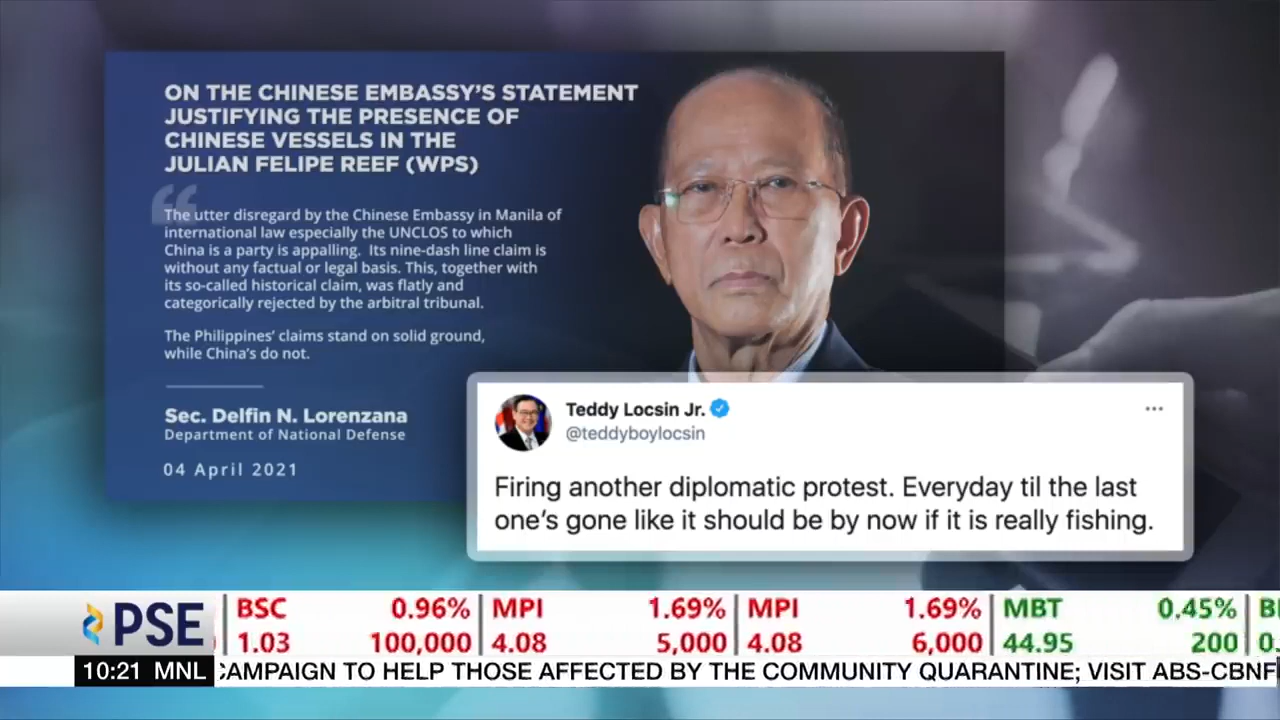 ON THE CHINESE EMBASSY'S STATEMENT
JUSTIFYING THE PRESENCE OF
CHINESE VESSELS IN THE
JULIAN FELIPE REEF (WPS)
“
The utter disregard by the Chinese Embassy in Manila of
international law especially the UNCLOS to which
China is a party is appalling. Its nine-dash line claim is
without any factual or legal basis. This, together with
its so-called historical claim, was flatly and
categorically rejected by the arbitral tribunal.
The Philippines' claims stand on solid ground,
while China's do not.
Sec. Delfin N. Lorenzana
Department of National Defense
04 April 2021
Teddy Locsin Jr.
@teddyboylocsin
Firing another diplomatic protest. Everyday til the last
one's gone like it should be by now if it is really fishing.
PSE
BSC 0.96%
1.03 100,000
MPI 1.69%
4.08 5,000
MPI 1.69%
4.08 6,000
MBT 0.45%
44.95 200
10:21 MNL
CAMPAIGN TO HELP THOSE AFFECTED BY THE COMMUNITY QUARANTINE; VISIT ABS-CBNF